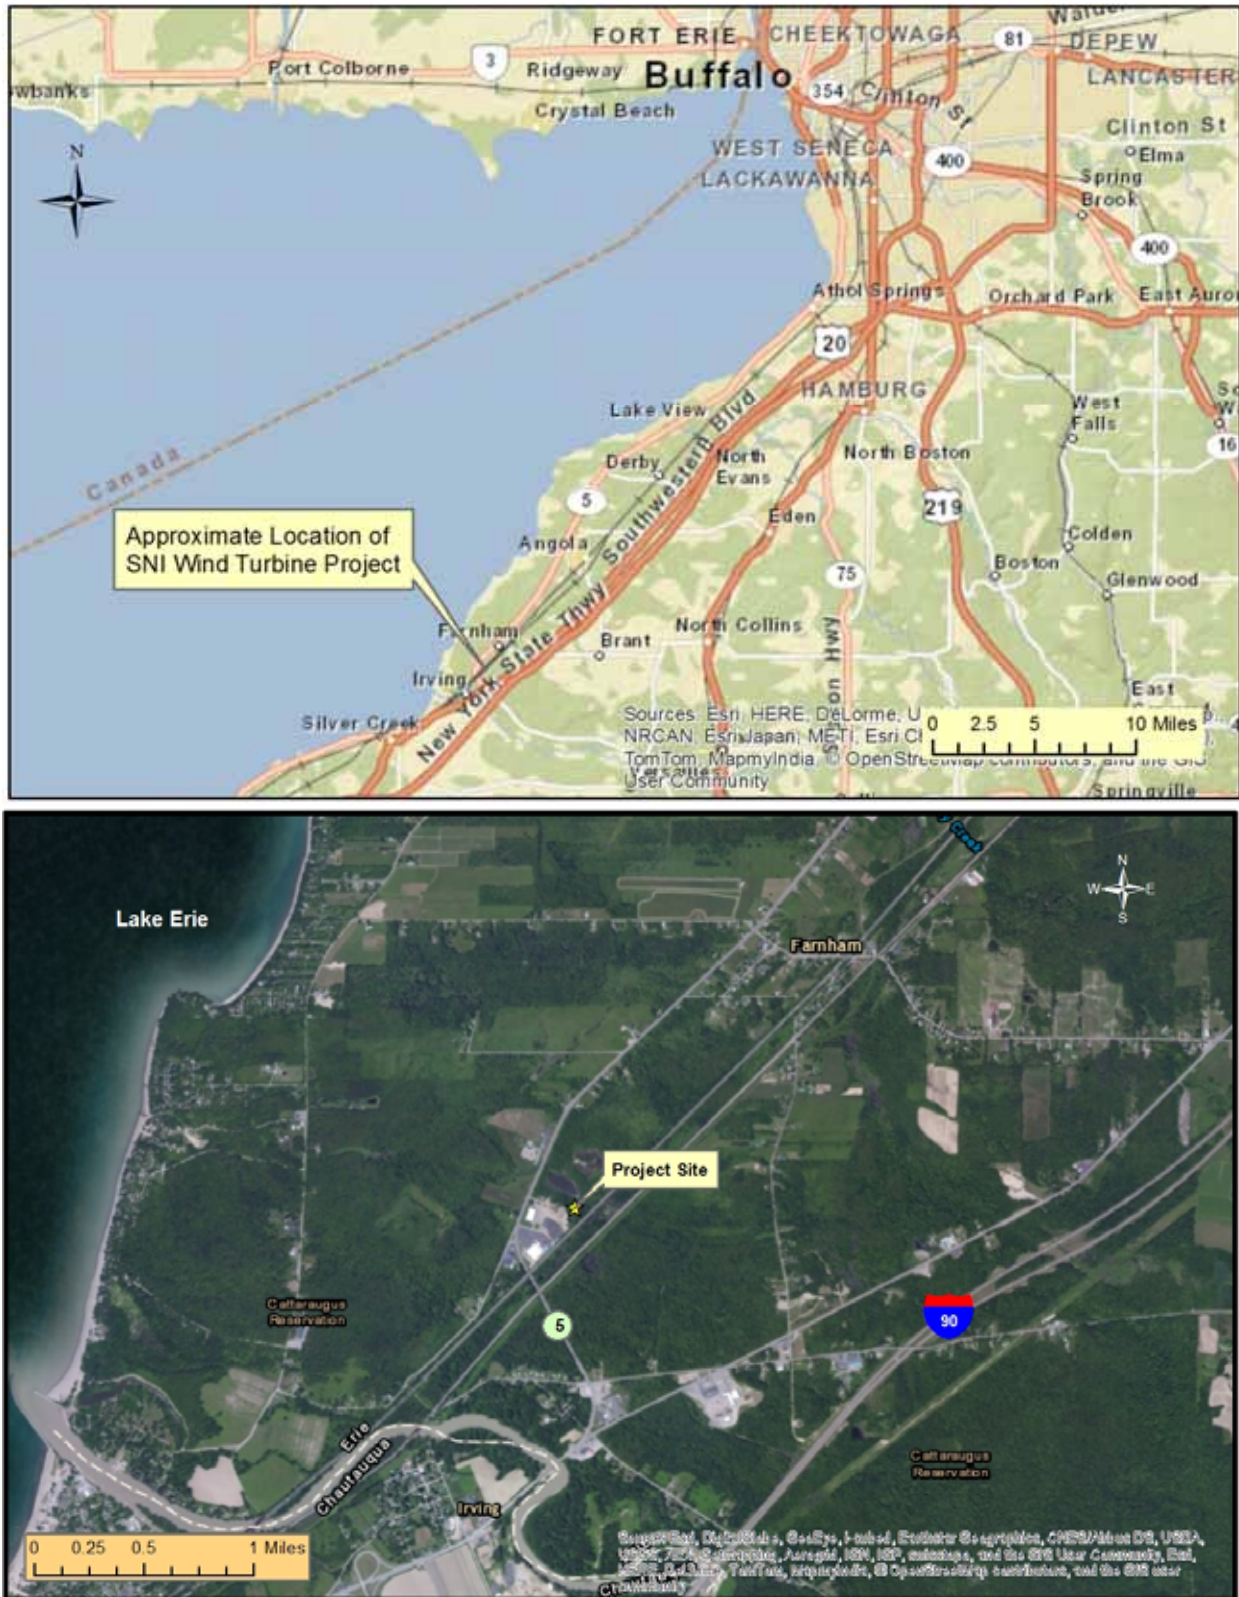 FORT ERIE
CHEEKTOWAGA
81
DEPEW
LANCASTER
Port Colborne
3
Ridgeway
Buffalo
354
Clinton St
wbanks
Crystal Beach
Clinton St
WEST SENECA
400
Elma
LACKAWANNA
Spring
Brook
N
400
Athol Springs
Orchard Park
East Auro
20
HAMBURG
Lake View
West
Falls
16
Derby
North
Evans
North Boston
Canada
5
219
Eden
Southwestern Blvd
Approximate Location of
SNI Wind Turbine Project
Angola
Colden
Boston
75
Glenwood
Farnham
Brant
North Collins
New York State Thwy
Irving
East
Silver Creek
Sources: Esri, HERE, DeLorme, U
NRCAN, Esri Japan, METI, Esri Ch
TomTom, MapmyIndia, © OpenStreetMap contributors, and the GIS
User Community
0 2.5 5 10 Miles
Springville
Creek
N
W E
S
Lake Erie
Farnham
Project Site
Cattaraugus
Reservation
5
90
Erie
Chautauqua
Cattaraugus
Reservation
Irving
0 0.25 0.5 1 Miles